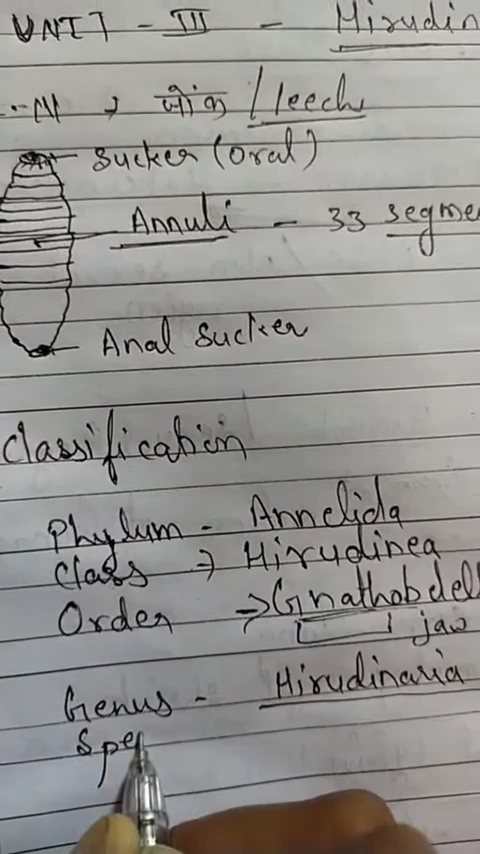 UNIT - III - Hirudin
→ जोंक / leech
Sucker (oral)
Annuli - 33 segme
Anal sucker
Classification
Phylum - Annelida
Class → Hirudinea
Order → Gnathobdell
jaw
Genus - Hirudinaria
Spe